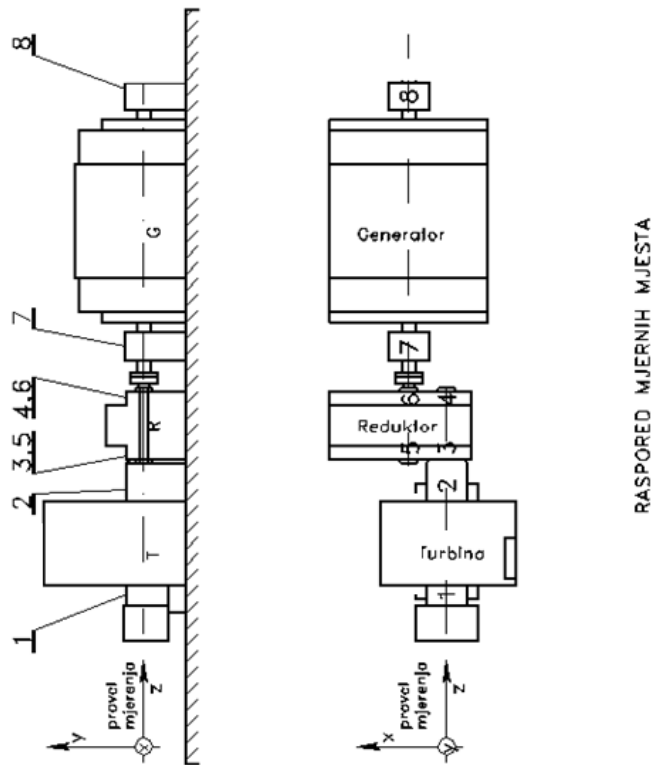 1
2
3,5
4,6
7
8
T
R
G
y
x
z
pravci
mjerenja
1
2
3
4
5
6
7
8
Turbina
Reduktor
Generator
x
y
z
pravci
mjerenja
RASPORED MJERNIH MJESTA